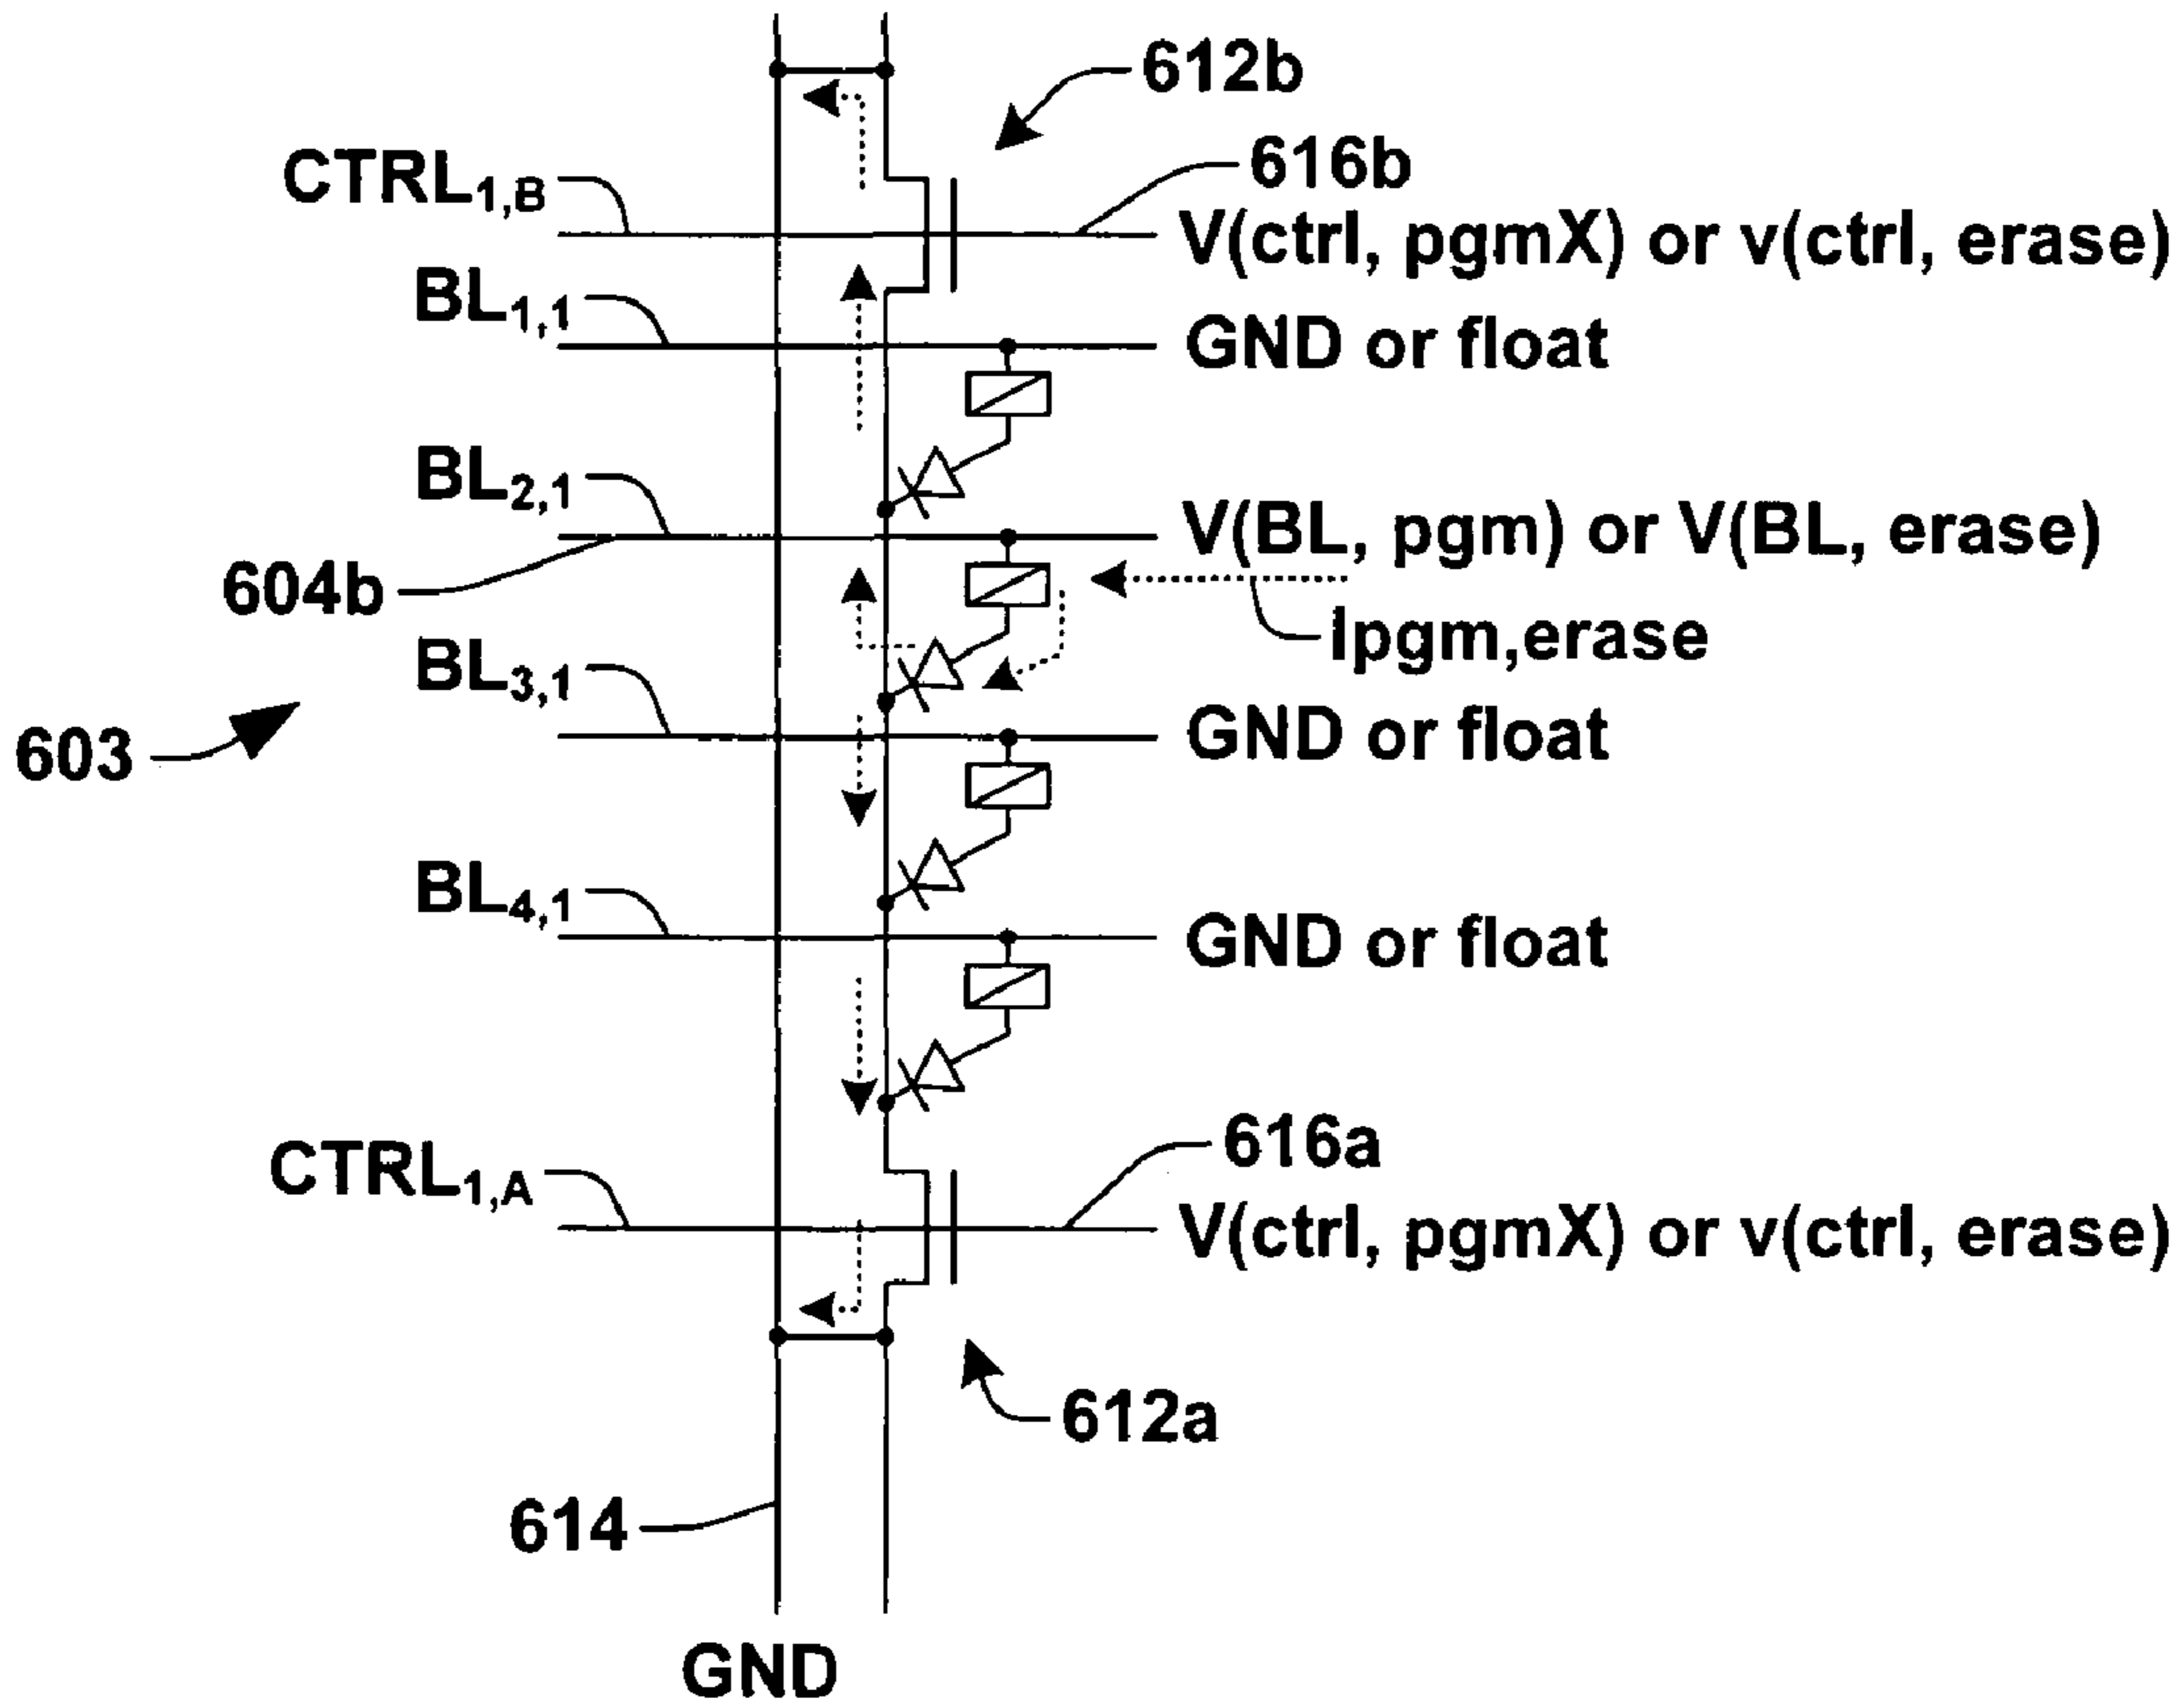 612b
CTRL1,B
616b
V(ctrl, pgmX) or v(ctrl, erase)
BL1,1
GND or float
BL2,1
V(BL, pgm) or V(BL, erase)
604b
Ipgm,erase
BL3,1
603
GND or float
BL4,1
GND or float
CTRL1,A
616a
V(ctrl, pgmX) or v(ctrl, erase)
612a
614
GND